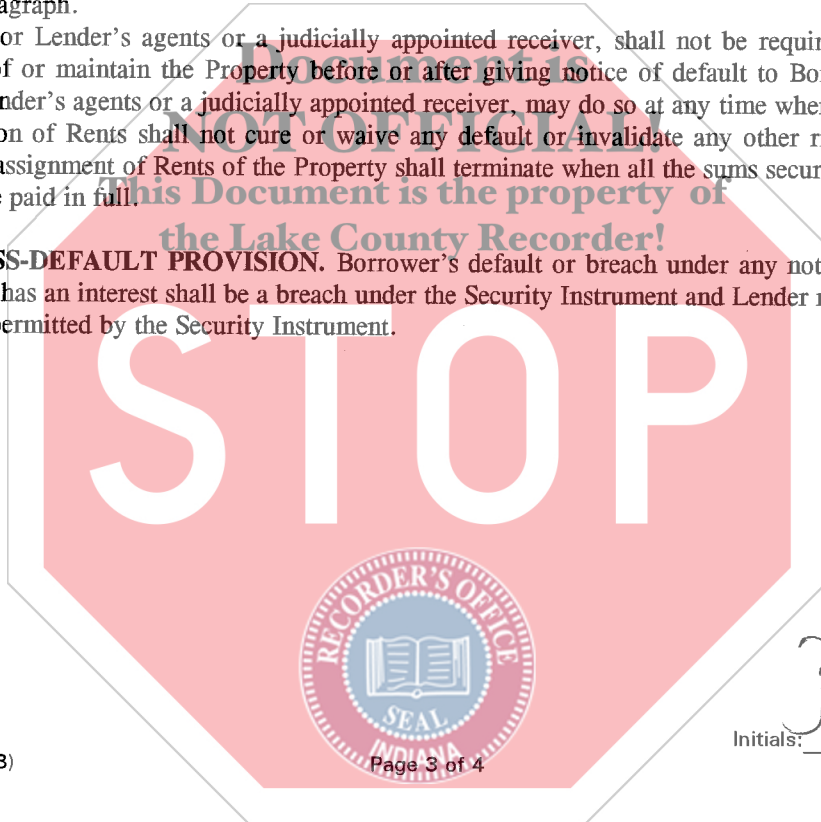 agraph.
or Lender's agents or a judicially appointed receiver, shall not be requir
of or maintain the Property before or after giving notice of default to Bor
nder's agents or a judicially appointed receiver, may do so at any time when
on of Rents shall not cure or waive any default or invalidate any other ri
assignment of Rents of the Property shall terminate when all the sums secur
e paid in full.
Document is
NOT OFFICIAL!
This Document is the property of
the Lake County Recorder!
SS-DEFAULT PROVISION. Borrower's default or breach under any not
has an interest shall be a breach under the Security Instrument and Lender
permitted by the Security Instrument.
STOP
RECORDER'S OFFICE
SEAL
INDIANA
Initials:
3)
Page 3 of 4